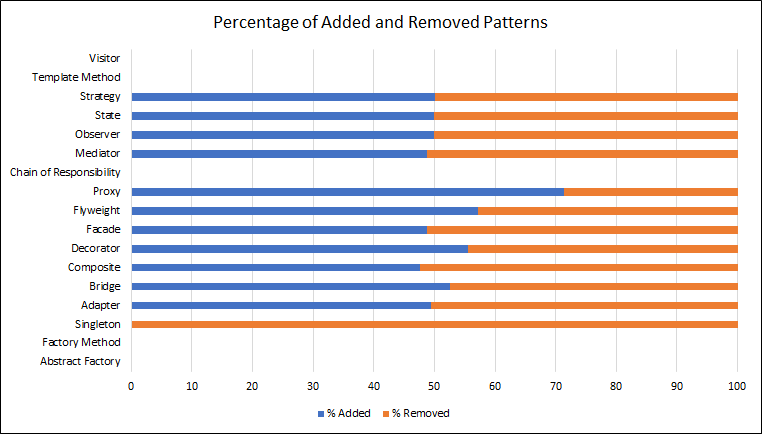 Percentage of Added and Removed Patterns
Visitor
Template Method
Strategy
State
Observer
Mediator
Chain of Responsibility
Proxy
Flyweight
Facade
Decorator
Composite
Bridge
Adapter
Singleton
Factory Method
Abstract Factory
0 10 20 30 40 50 60 70 80 90 100
% Added % Removed